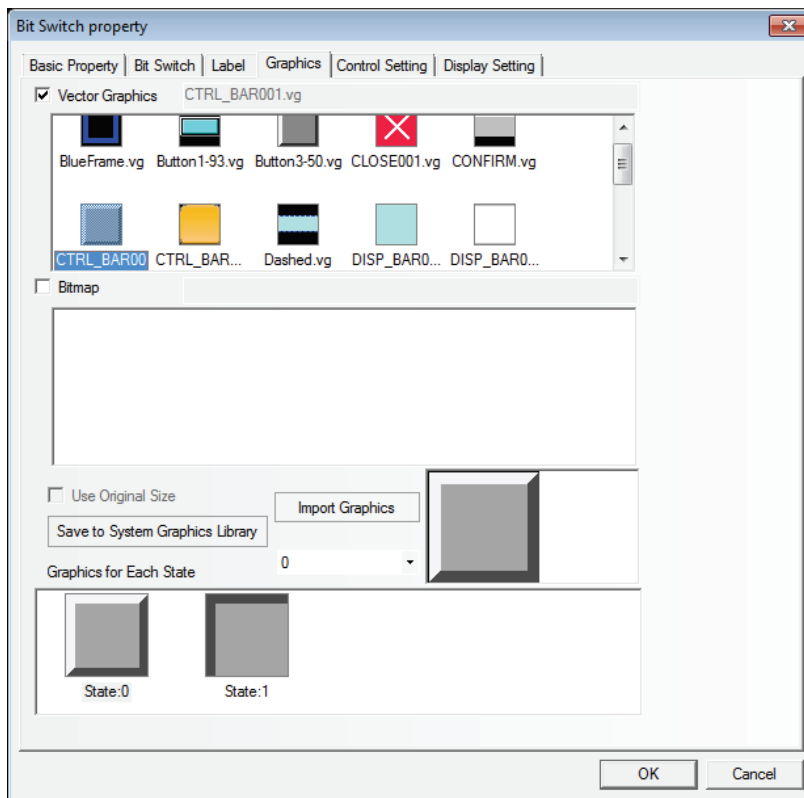 Bit Switch property
Basic Property Bit Switch Label Graphics Control Setting Display Setting
Vector Graphics CTRL_BAR001.vg
BlueFrame.vg Button1-93.vg Button3-50.vg CLOSE001.vg CONFIRM.vg
CTRL_BAR00 CTRL_BAR... Dashed.vg DISP_BAR0... DISP_BAR0...
Bitmap
Use Original Size
Import Graphics
Save to System Graphics Library
0
Graphics for Each State
State:0 State:1
OK Cancel